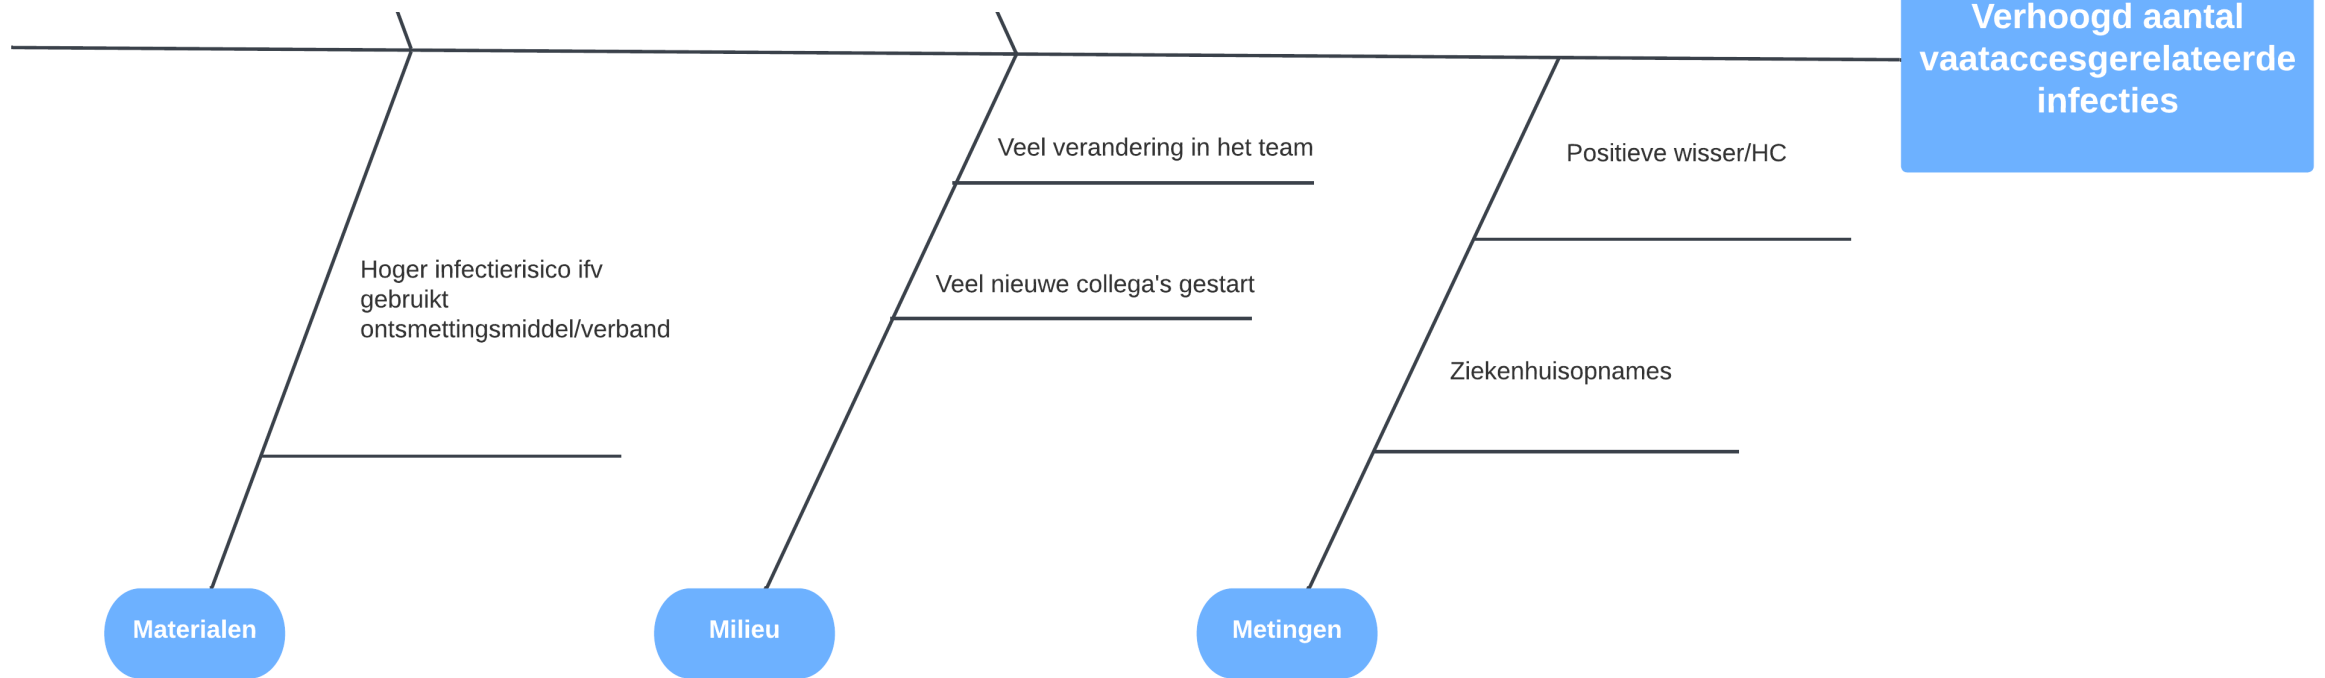 Verhoogd aantal
vaataccesgerelateerde
infecties
Veel verandering in het team
Positieve wisser/HC
Hoger infectierisico ifv
gebruikt
ontsmettingsmiddel/verband
Veel nieuwe collega's gestart
Ziekenhuisopnames
Materialen
Milieu
Metingen